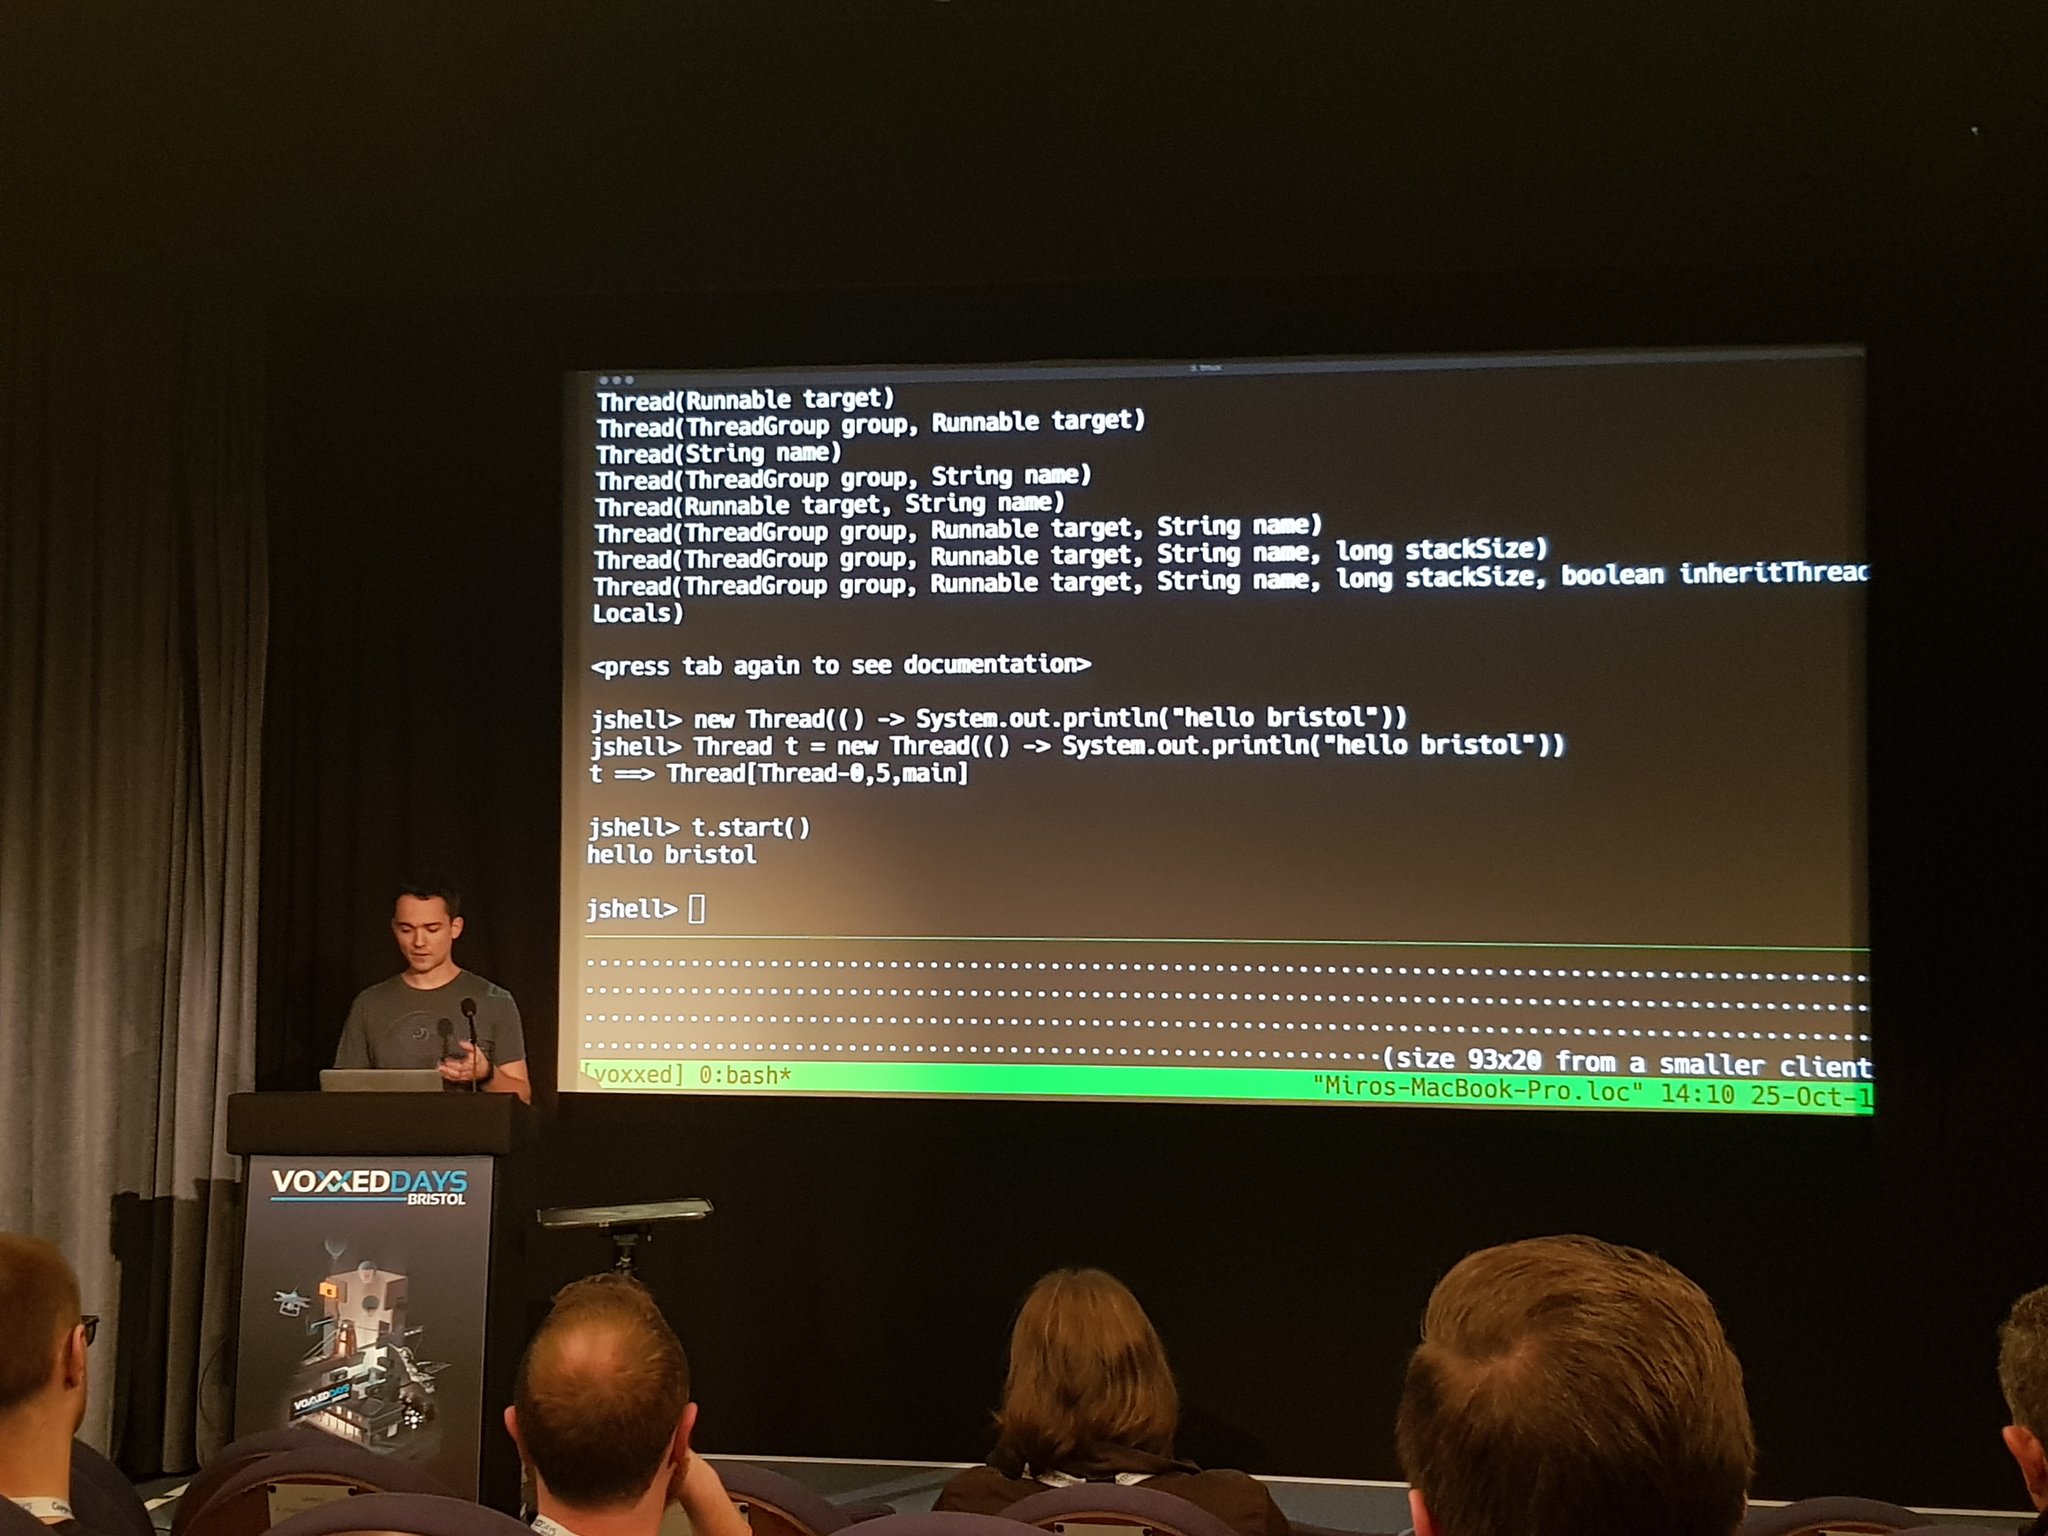 Thread(Runnable target)
Thread(ThreadGroup group, Runnable target)
Thread(String name)
Thread(ThreadGroup group, String name)
Thread(Runnable target, String name)
Thread(ThreadGroup group, Runnable target, String name)
Thread(ThreadGroup group, Runnable target, String name, long stackSize)
Thread(ThreadGroup group, Runnable target, String name, long stackSize, boolean inheritThread
Locals)
<press tab again to see documentation>
jshell> new Thread(() -> System.out.println("hello bristol"))
jshell> Thread t = new Thread(() -> System.out.println("hello bristol"))
t ==> Thread[Thread-0,5,main]
jshell> t.start()
hello bristol
jshell>
(size 93x20 from a smaller client
[voxxed] 0:bash* "Miros-MacBook-Pro.loc" 14:10 25-Oct-1
VOXXEDDAYS
BRISTOL
VOXXEDDAYS